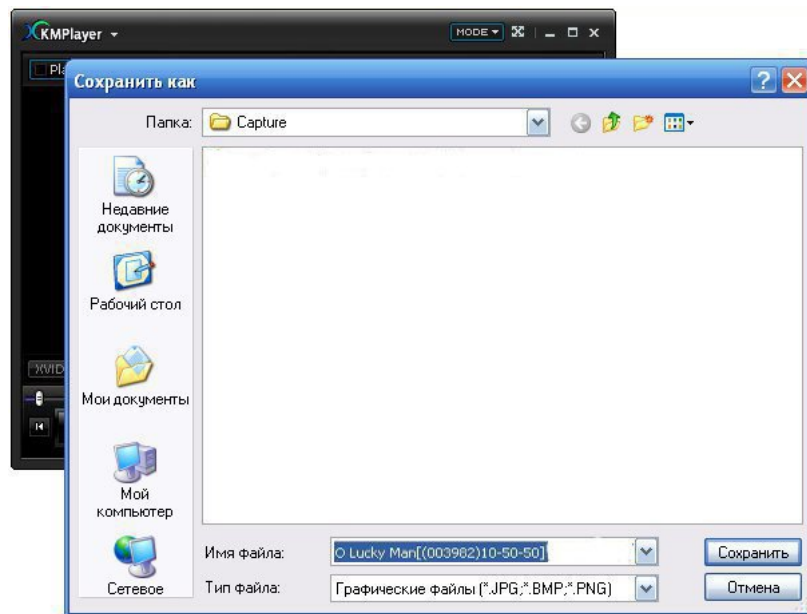 KMPlayer
MODE
Pla
Сохранить как
Папка:
Capture
Недавние
документы
Рабочий стол
Мои документы
Мой
компьютер
Сетевое
XVID
Имя файла:
O Lucky Man[(003982)10-50-50]
Сохранить
Тип файла:
Графические файлы (*.JPG;*.BMP;*.PNG)
Отмена